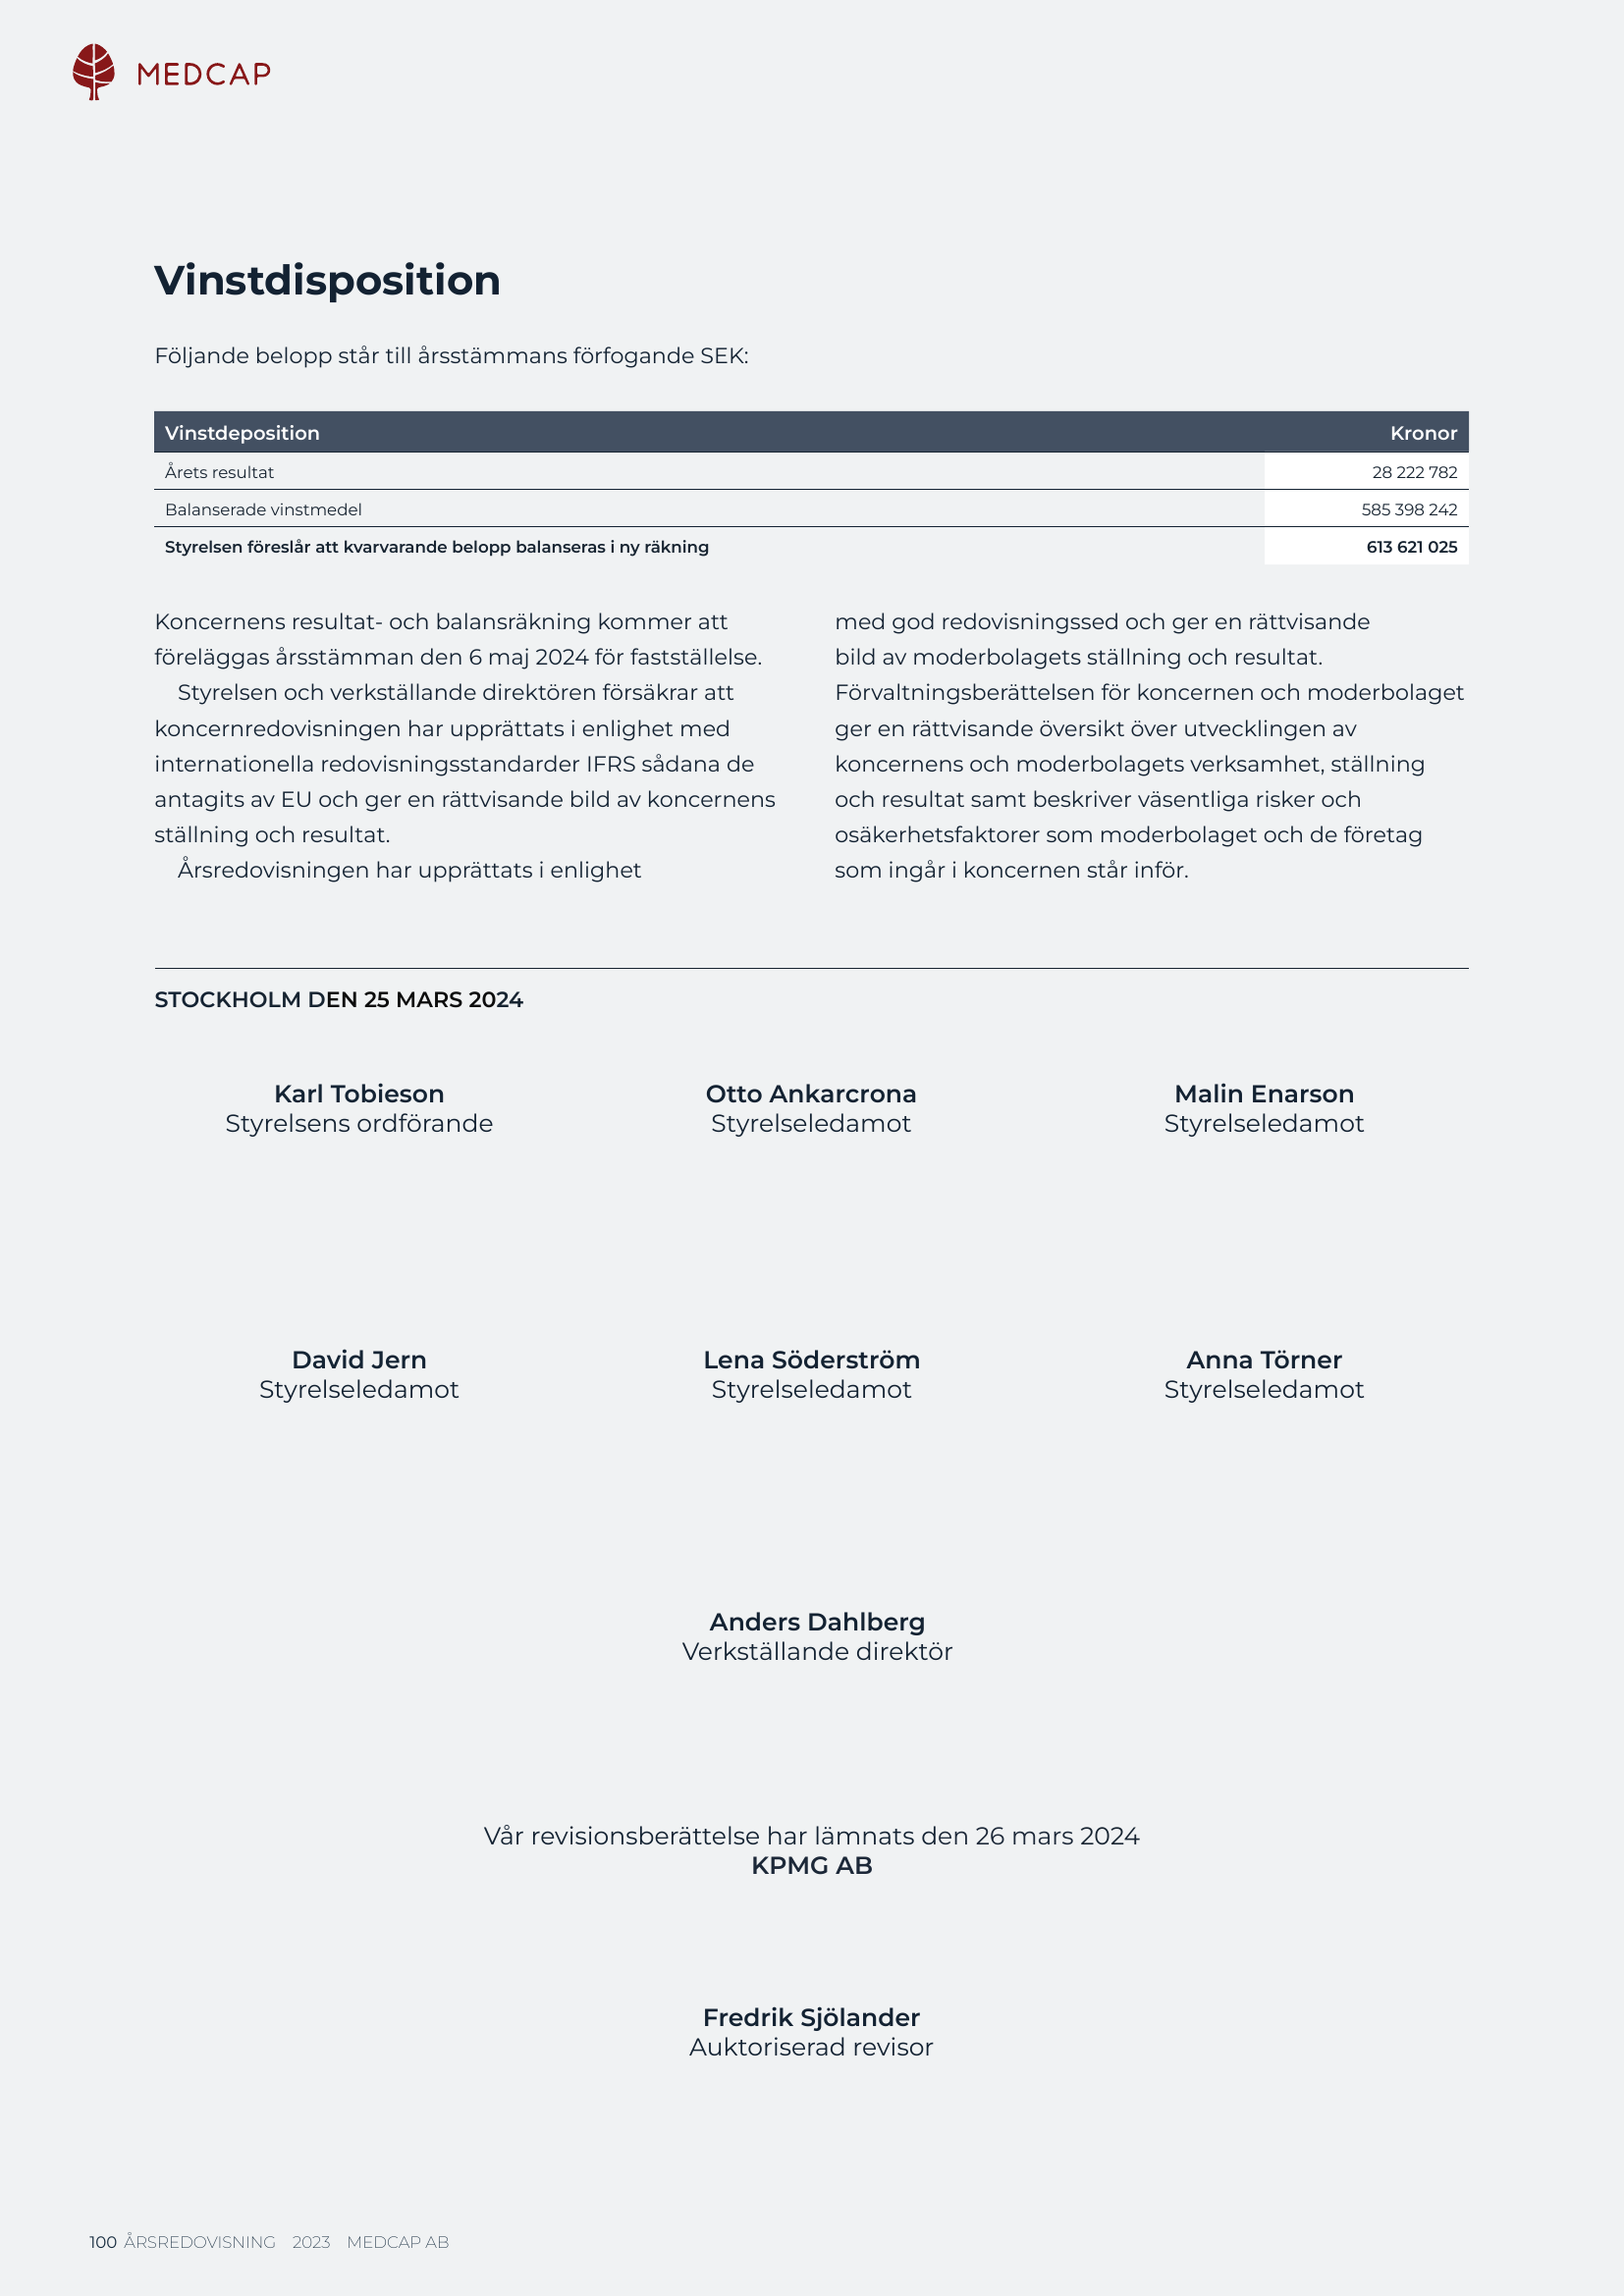 MEDCAP
Vinstdisposition
Följande belopp står till årsstämmans förfogande SEK:
Vinstdeposition Kronor
Årets resultat 28 222 782
Balanserade vinstmedel 585 398 242
Styrelsen föreslår att kvarvarande belopp balanseras i ny räkning 613 621 025
Koncernens resultat- och balansräkning kommer att
föreläggas årsstämman den 6 maj 2024 för fastställelse.
Styrelsen och verkställande direktören försäkrar att
koncernredovisningen har upprättats i enlighet med
internationella redovisningsstandarder IFRS sådana de
antagits av EU och ger en rättvisande bild av koncernens
ställning och resultat.
Årsredovisningen har upprättats i enlighet
med god redovisningssed och ger en rättvisande
bild av moderbolagets ställning och resultat.
Förvaltningsberättelsen för koncernen och moderbolaget
ger en rättvisande översikt över utvecklingen av
koncernens och moderbolagets verksamhet, ställning
och resultat samt beskriver väsentliga risker och
osäkerhetsfaktorer som moderbolaget och de företag
som ingår i koncernen står inför.
STOCKHOLM DEN 25 MARS 2024
Karl Tobieson
Styrelsens ordförande
Otto Ankarcrona
Styrelseledamot
Malin Enarson
Styrelseledamot
David Jern
Styrelseledamot
Lena Söderström
Styrelseledamot
Anna Törner
Styrelseledamot
Anders Dahlberg
Verkställande direktör
Vår revisionsberättelse har lämnats den 26 mars 2024
KPMG AB
Fredrik Sjölander
Auktoriserad revisor
100 ÅRSREDOVISNING 2023 MEDCAP AB